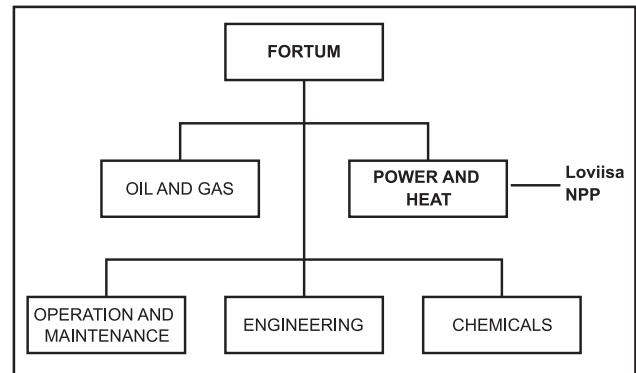 FORTUM
OIL AND GAS
POWER AND
HEAT
Loviisa
NPP
OPERATION AND
MAINTENANCE
ENGINEERING
CHEMICALS